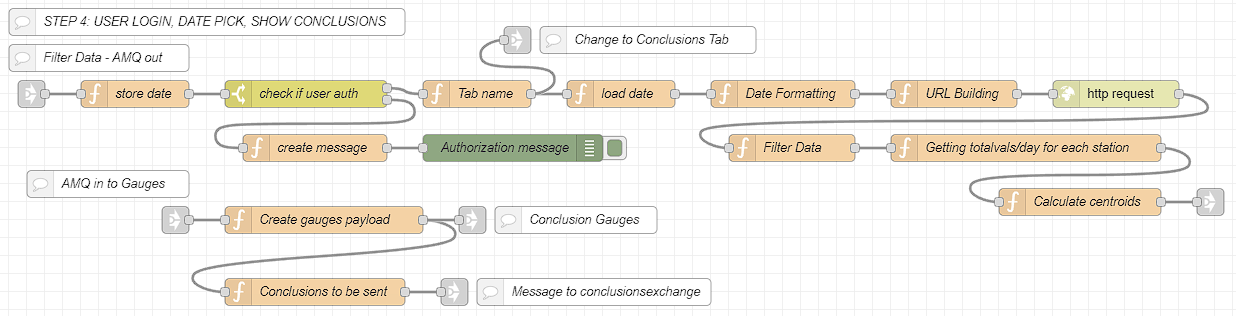 STEP 4: USER LOGIN, DATE PICK, SHOW CONCLUSIONS
Change to Conclusions Tab
Filter Data - AMQ out
store date
check if user auth
Tab name
load date
Date Formatting
URL Building
http request
create message
Authorization message
Filter Data
Getting totalvals/day for each station
AMQ in to Gauges
Calculate centroids
Create gauges payload
Conclusion Gauges
Conclusions to be sent
Message to conclusionsexchange